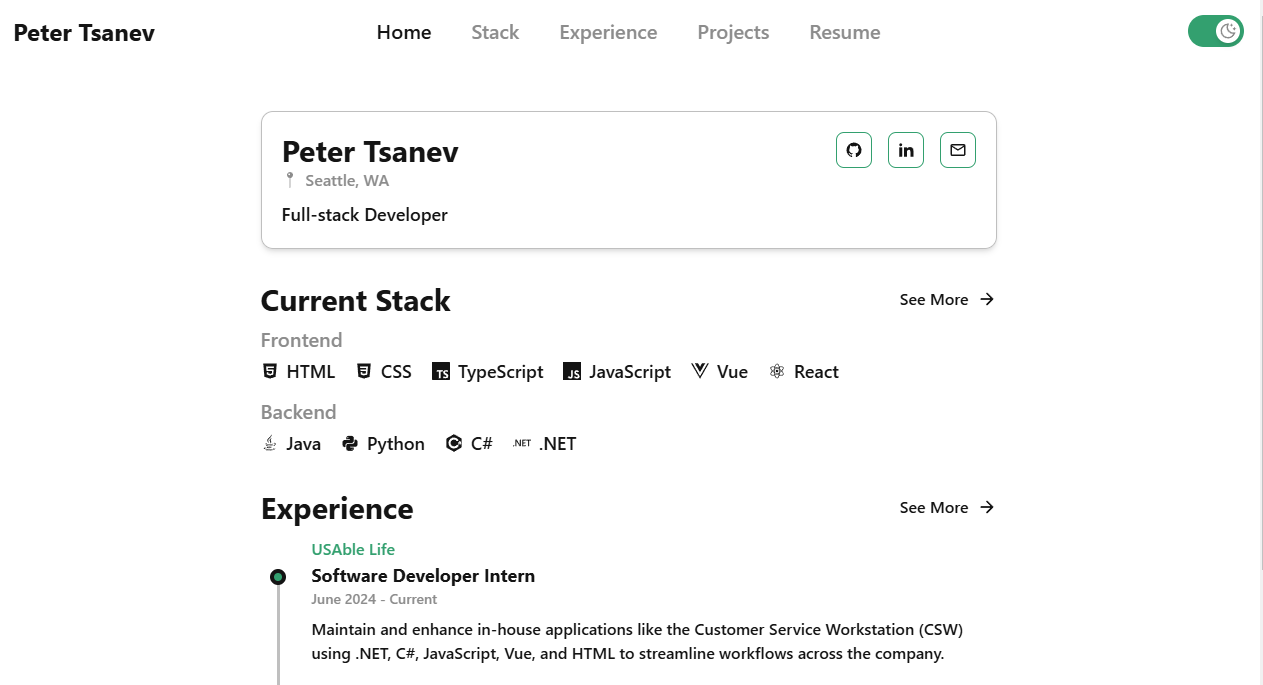 Peter Tsanev
Home Stack Experience Projects Resume
Peter Tsanev
Seattle, WA
Full-stack Developer
Current Stack
See More
Frontend
HTML CSS TS TypeScript JS JavaScript Vue React
Backend
Java Python C# .NET .NET
Experience
See More
USAble Life
Software Developer Intern
June 2024 - Current
Maintain and enhance in-house applications like the Customer Service Workstation (CSW)
using .NET, C#, JavaScript, Vue, and HTML to streamline workflows across the company.